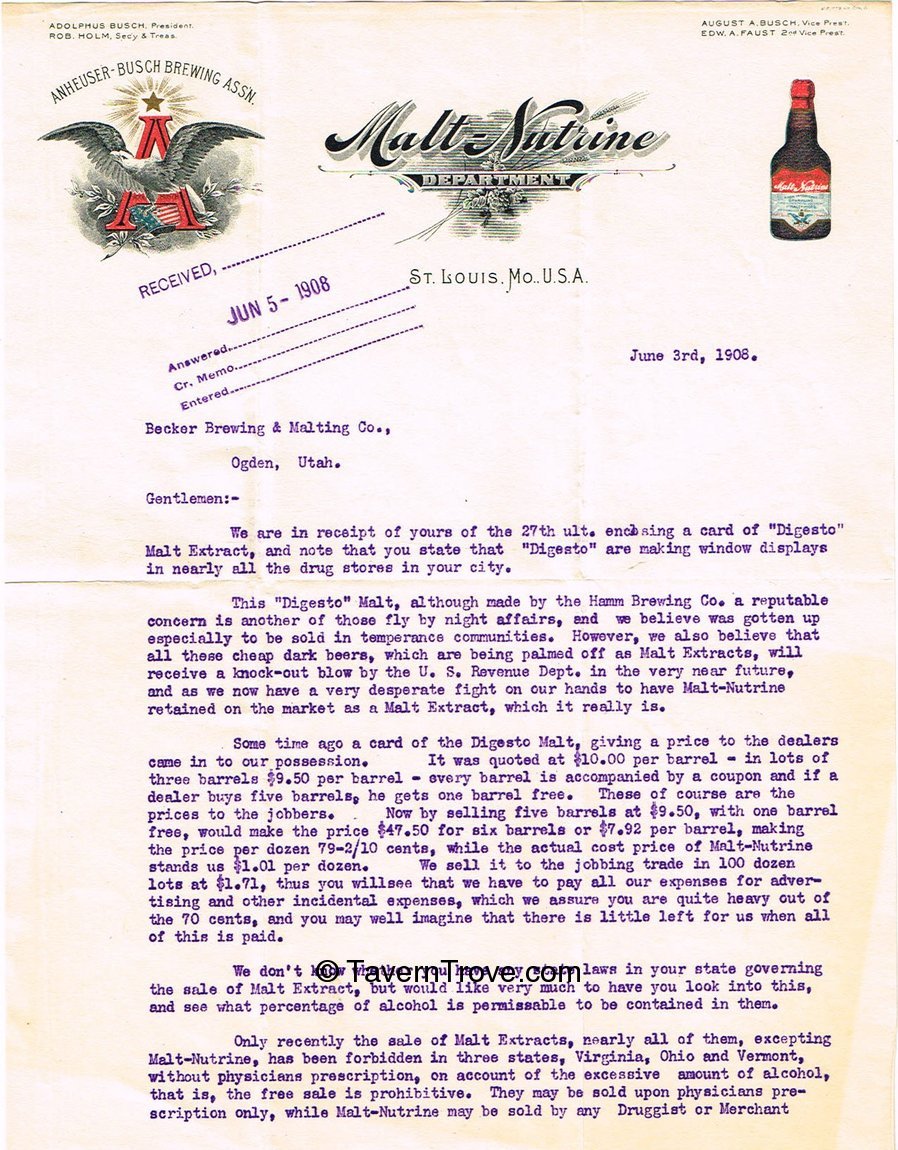 ADOLPHUS BUSCH, President.
ROB. HOLM, Sec'y & Treas.
AUGUST A. BUSCH, Vice Prest.
EDW. A. FAUST 2nd Vice Prest.
ANHEUSER-BUSCH BREWING ASSN.
Malt-Nutrine
DEPARTMENT
Malt-Nutrine
ST. LOUIS, MO., U.S.A.
RECEIVED,
JUN 5- 1908
Answered
Cr. Memo.
Entered
June 3rd, 1908.
Becker Brewing & Malting Co.,
Ogden, Utah.
Gentlemen:-
We are in receipt of yours of the 27th ult. enclosing a card of "Digesto"
Malt Extract, and note that you state that "Digesto" are making window displays
in nearly all the drug stores in your city.
This "Digesto" Malt, although made by the Hamm Brewing Co. a reputable
concern is another of those fly by night affairs, and we believe was gotten up
especially to be sold in temperance communities. However, we also believe that
all these cheap dark beers, which are being palmed off as Malt Extracts, will
receive a knock-out blow by the U. S. Revenue Dept. in the very near future,
and as we now have a very desperate fight on our hands to have Malt-Nutrine
retained on the market as a Malt Extract, which it really is.
Some time ago a card of the Digesto Malt, giving a price to the dealers
came in to our possession. It was quoted at $10.00 per barrel - in lots of
three barrels $9.50 per barrel - every barrel is accompanied by a coupon and if a
dealer buys five barrels, he gets one barrel free. These of course are the
prices to the jobbers. Now by selling five barrels at $9.50, with one barrel
free, would make the price $47.50 for six barrels or $7.92 per barrel, making
the price per dozen 79-2/10 cents, while the actual cost price of Malt-Nutrine
stands us $1.01 per dozen. We sell it to the jobbing trade in 100 dozen
lots at $1.71, thus you willsee that we have to pay all our expenses for adver-
tising and other incidental expenses, which we assure you are quite heavy out of
the 70 cents, and you may well imagine that there is little left for us when all
of this is paid.
We don't know whether you have any state laws in your state governing
the sale of Malt Extract, but would like very much to have you look into this,
and see what percentage of alcohol is permissable to be contained in them.
© TavernTrove.com
Only recently the sale of Malt Extracts, nearly all of them, excepting
Malt-Nutrine, has been forbidden in three states, Virginia, Ohio and Vermont,
without physicians prescription, on account of the excessive amount of alcohol,
that is, the free sale is prohibitive. They may be sold upon physicians pre-
scription only, while Malt-Nutrine may be sold by any Druggist or Merchant